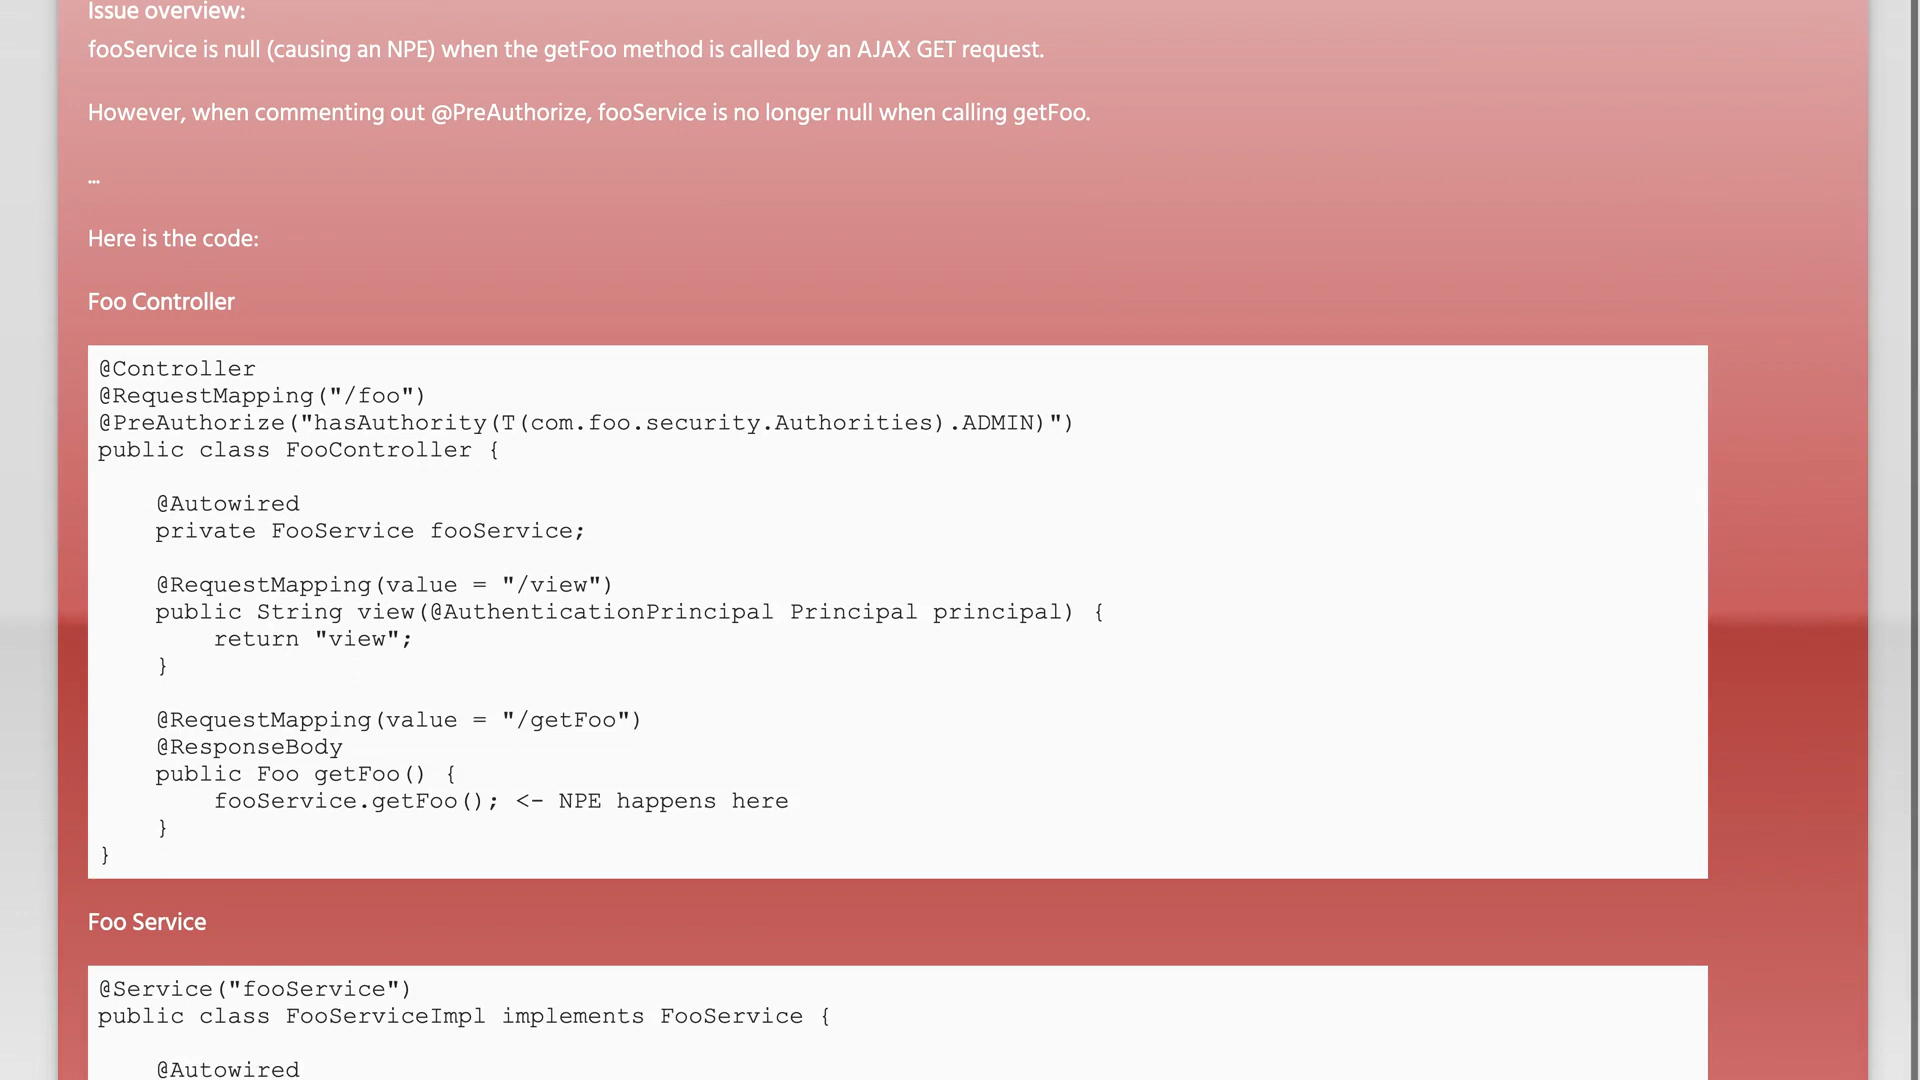 Issue overview:
fooService is null (causing an NPE) when the getFoo method is called by an AJAX GET request.
However, when commenting out @PreAuthorize, fooService is no longer null when calling getFoo.
...
Here is the code:
Foo Controller
@Controller
@RequestMapping("/foo")
@PreAuthorize("hasAuthority(T(com.foo.security.Authorities).ADMIN)")
public class FooController {
@Autowired
private FooService fooService;
@RequestMapping(value = "/view")
public String view(@AuthenticationPrincipal Principal principal) {
return "view";
}
@RequestMapping(value = "/getFoo")
@ResponseBody
public Foo getFoo() {
fooService.getFoo(); <- NPE happens here
}
}
Foo Service
@Service("fooService")
public class FooServiceImpl implements FooService {
@Autowired